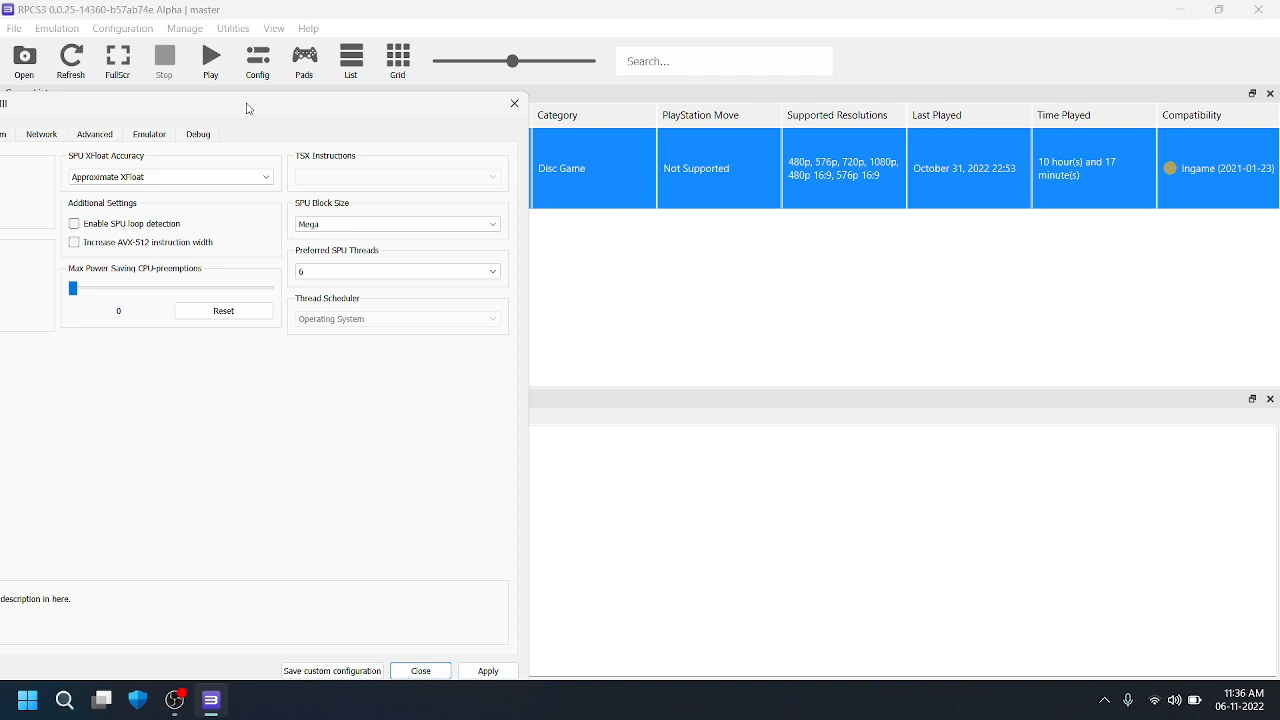 RPCS3 0.0.25-14360-b57ab74e Alpha | master
File Emulation Configuration Manage Utilities View Help
Open Refresh FullScr Stop Play Config Pads List Grid
Search...
Network Advanced Emulator Debug
SPU XFloat Accuracy
Approximate XFloat
Additional Settings
Enable SPU loop detection
Increase AVX-512 instruction width
Max Power Saving CPU-preemptions
0
Reset
TSX Instructions
SPU Block Size
Mega
Preferred SPU Threads
6
Thread Scheduler
Operating System
description in here.
Save custom configuration Close Apply
Category PlayStation Move Supported Resolutions Last Played Time Played Compatibility
Disc Game Not Supported 480p, 576p, 720p, 1080p, October 31, 2022 22:53 10 hour(s) and 17 Ingame (2021-01-23)
480p 16:9, 576p 16:9 minute(s)
11:36 AM
06-11-2022